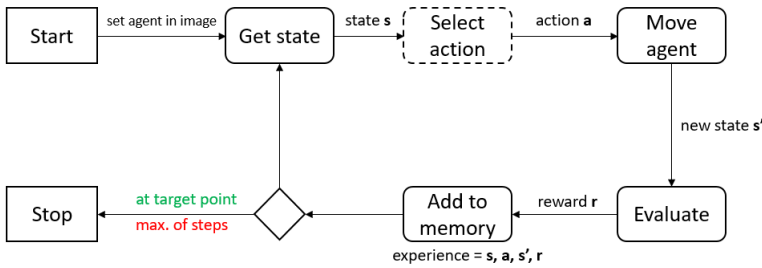 Start
set agent in image
Get state
state s
Select
action
action a
Move
agent
new state s'
Stop
at target point
max. of steps
Add to
memory
reward r
Evaluate
experience = s, a, s', r